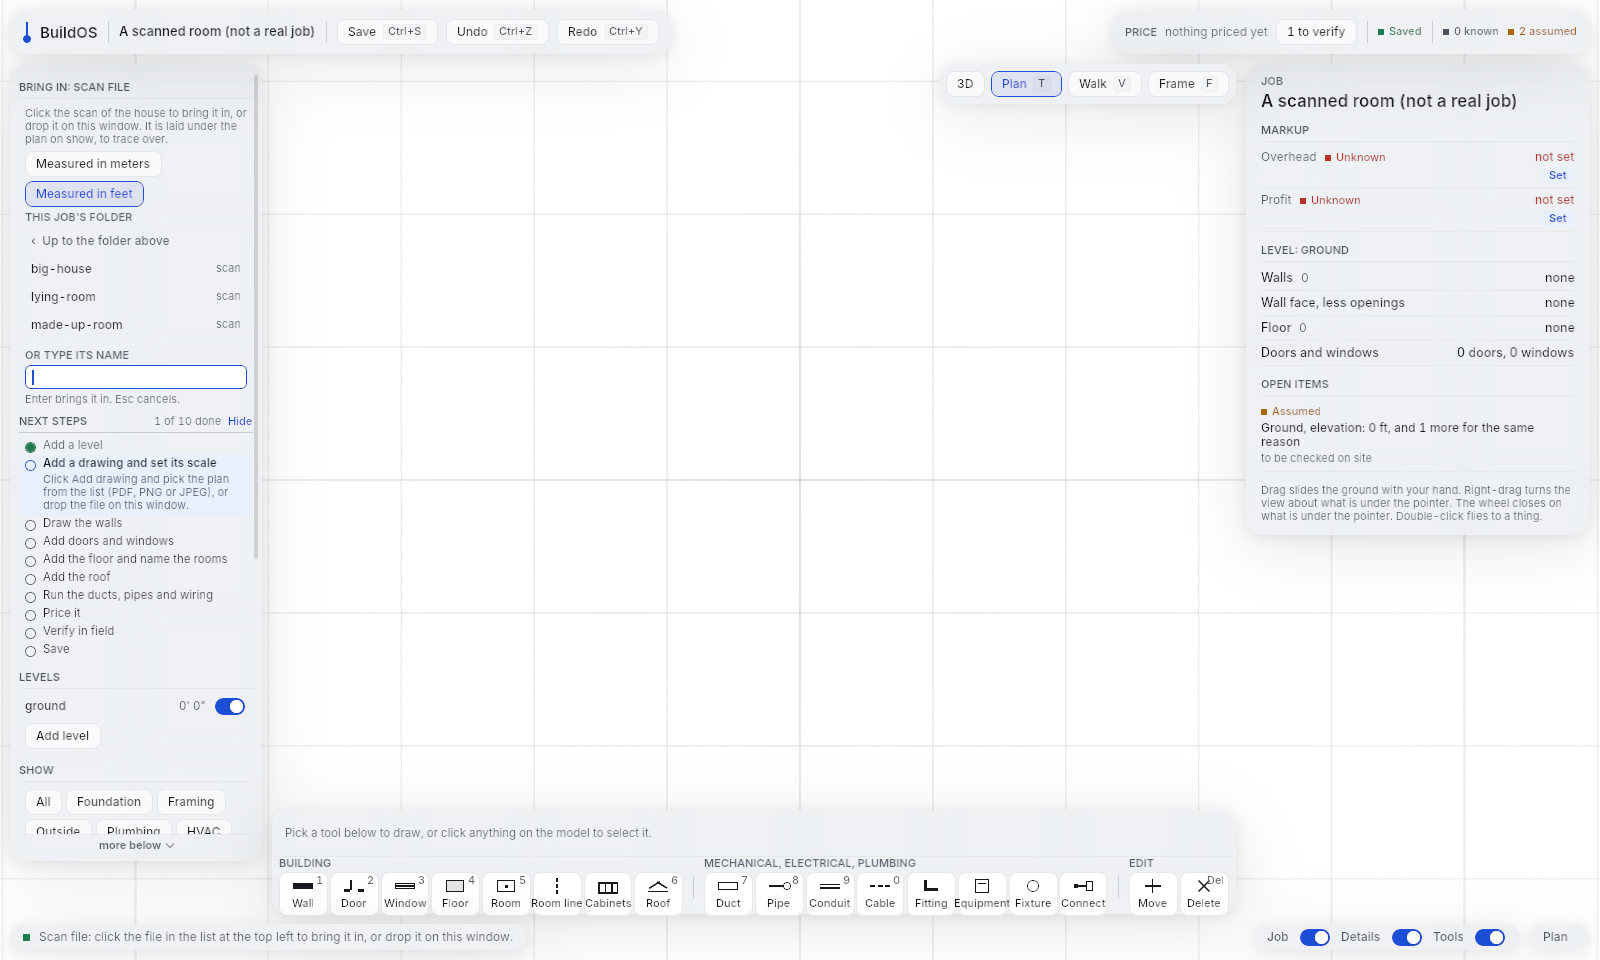 BuildOS
A scanned room (not a real job)
Save Ctrl+S
Undo Ctrl+Z
Redo Ctrl+Y
PRICE nothing priced yet
1 to verify
Saved
0 known
2 assumed
3D
Plan T
Walk V
Frame F
BRING IN: SCAN FILE
Click the scan of the house to bring it in, or
drop it on this window. It is laid under the
plan on show, to trace over.
Measured in meters
Measured in feet
THIS JOB'S FOLDER
‹ Up to the folder above
big-house scan
lying-room scan
made-up-room scan
OR TYPE ITS NAME
Enter brings it in. Esc cancels.
NEXT STEPS 1 of 10 done Hide
Add a level
Add a drawing and set its scale
Click Add drawing and pick the plan
from the list (PDF, PNG or JPEG), or
drop the file on this window.
Draw the walls
Add doors and windows
Add the floor and name the rooms
Add the roof
Run the ducts, pipes and wiring
Price it
Verify in field
Save
LEVELS
ground 0' 0"
Add level
SHOW
All Foundation Framing
Outside Plumbing HVAC
more below
JOB
A scanned room (not a real job)
MARKUP
Overhead Unknown not set
Set
Profit Unknown not set
Set
LEVEL: GROUND
Walls 0 none
Wall face, less openings none
Floor 0 none
Doors and windows 0 doors, 0 windows
OPEN ITEMS
Assumed
Ground, elevation: 0 ft, and 1 more for the same
reason
to be checked on site
Drag slides the ground with your hand. Right-drag turns the
view about what is under the pointer. The wheel closes on
what is under the pointer. Double-click flies to a thing.
Pick a tool below to draw, or click anything on the model to select it.
BUILDING
1 Wall
2 Door
3 Window
4 Floor
5 Room
Room line
Cabinets
6 Roof
MECHANICAL, ELECTRICAL, PLUMBING
7 Duct
8 Pipe
9 Conduit
0 Cable
Fitting
Equipment
Fixture
Connect
EDIT
Move
Del Delete
Scan file: click the file in the list at the top left to bring it in, or drop it on this window.
Job Details Tools Plan